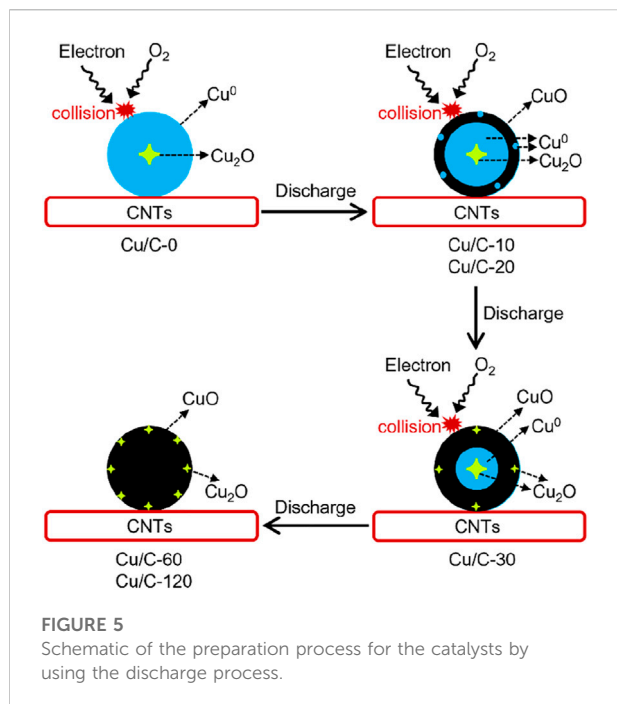 Electron O₂
collision
Cu⁰
Cu₂O
CNTs
Cu/C-0
Discharge
Electron O₂
collision
CuO
Cu⁰
Cu₂O
CNTs
Cu/C-10
Cu/C-20
Discharge
CuO
Cu₂O
CNTs
Cu/C-60
Cu/C-120
Discharge
Electron O₂
collision
CuO
Cu⁰
Cu₂O
CNTs
Cu/C-30
FIGURE 5
Schematic of the preparation process for the catalysts by
using the discharge process.